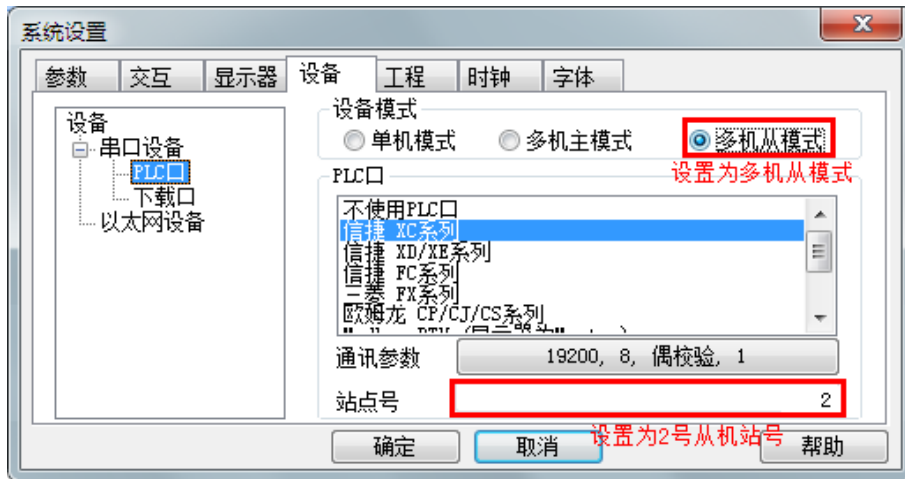 系统设置
参数 交互 显示器 设备 工程 时钟 字体
设备
串口设备
PLC口
下载口
以太网设备
设备模式
单机模式 多机主模式 多机从模式
设置为多机从模式
PLC口
不使用PLC口
信捷 XC系列
信捷 XD/XE系列
信捷 FC系列
三菱 FX系列
欧姆龙 CP/CJ/CS系列
通讯参数 19200, 8, 偶校验, 1
站点号 2
设置为2号从机站号
确定 取消 帮助